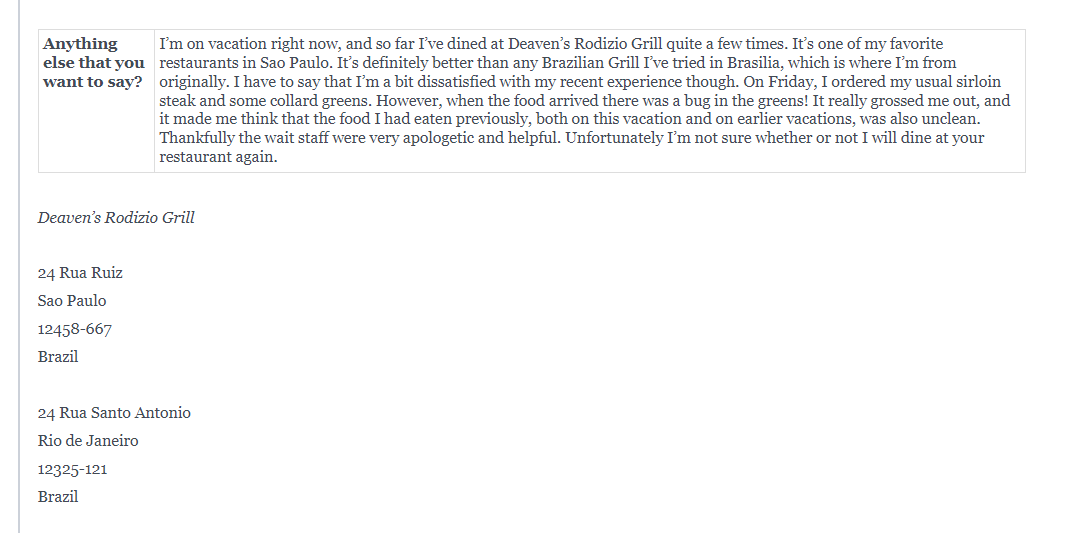 Anything else that you want to say?
I'm on vacation right now, and so far I've dined at Deaven's Rodizio Grill quite a few times. It's one of my favorite
restaurants in Sao Paulo. It's definitely better than any Brazilian Grill I've tried in Brasilia, which is where I'm from
originally. I have to say that I'm a bit dissatisfied with my recent experience though. On Friday, I ordered my usual sirloin
steak and some collard greens. However, when the food arrived there was a bug in the greens! It really grossed me out, and
it made me think that the food I had eaten previously, both on this vacation and on earlier vacations, was also unclean.
Thankfully the wait staff were very apologetic and helpful. Unfortunately I'm not sure whether or not I will dine at your
restaurant again.
Deaven's Rodizio Grill
24 Rua Ruiz
Sao Paulo
12458-667
Brazil
24 Rua Santo Antonio
Rio de Janeiro
12325-121
Brazil